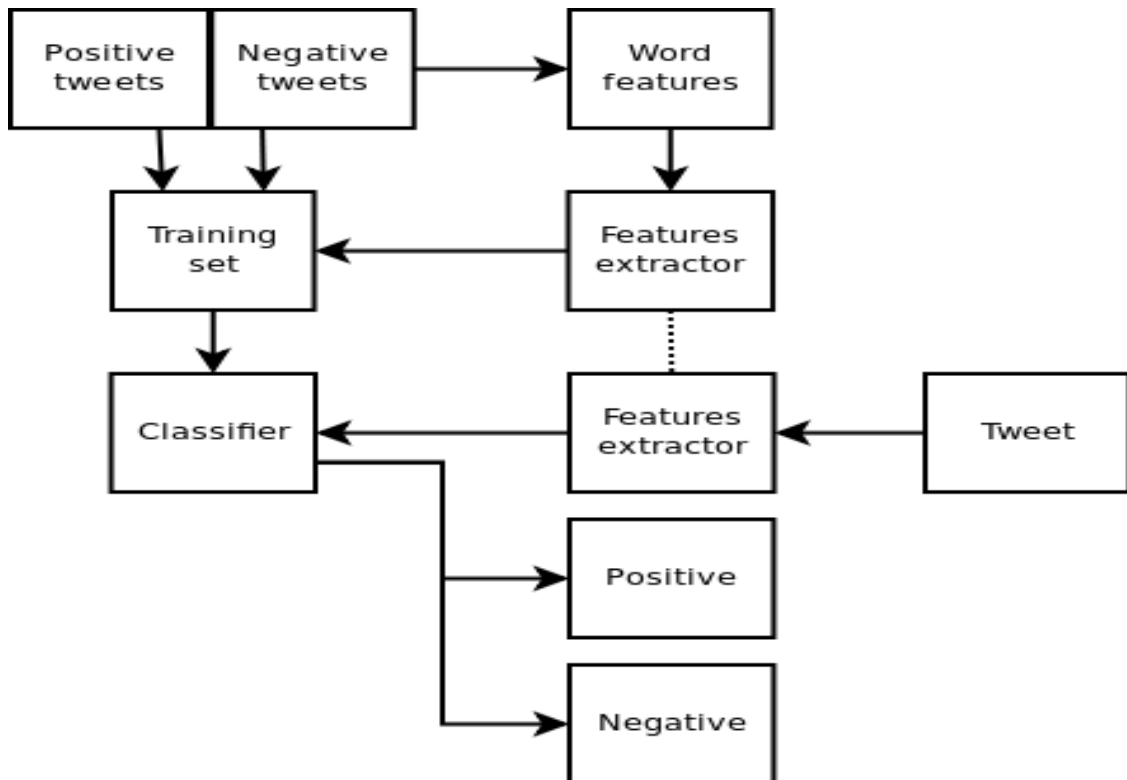 Positive
tweets
Negative
tweets
Word
features
Training
set
Features
extractor
Classifier
Features
extractor
Tweet
Positive
Negative